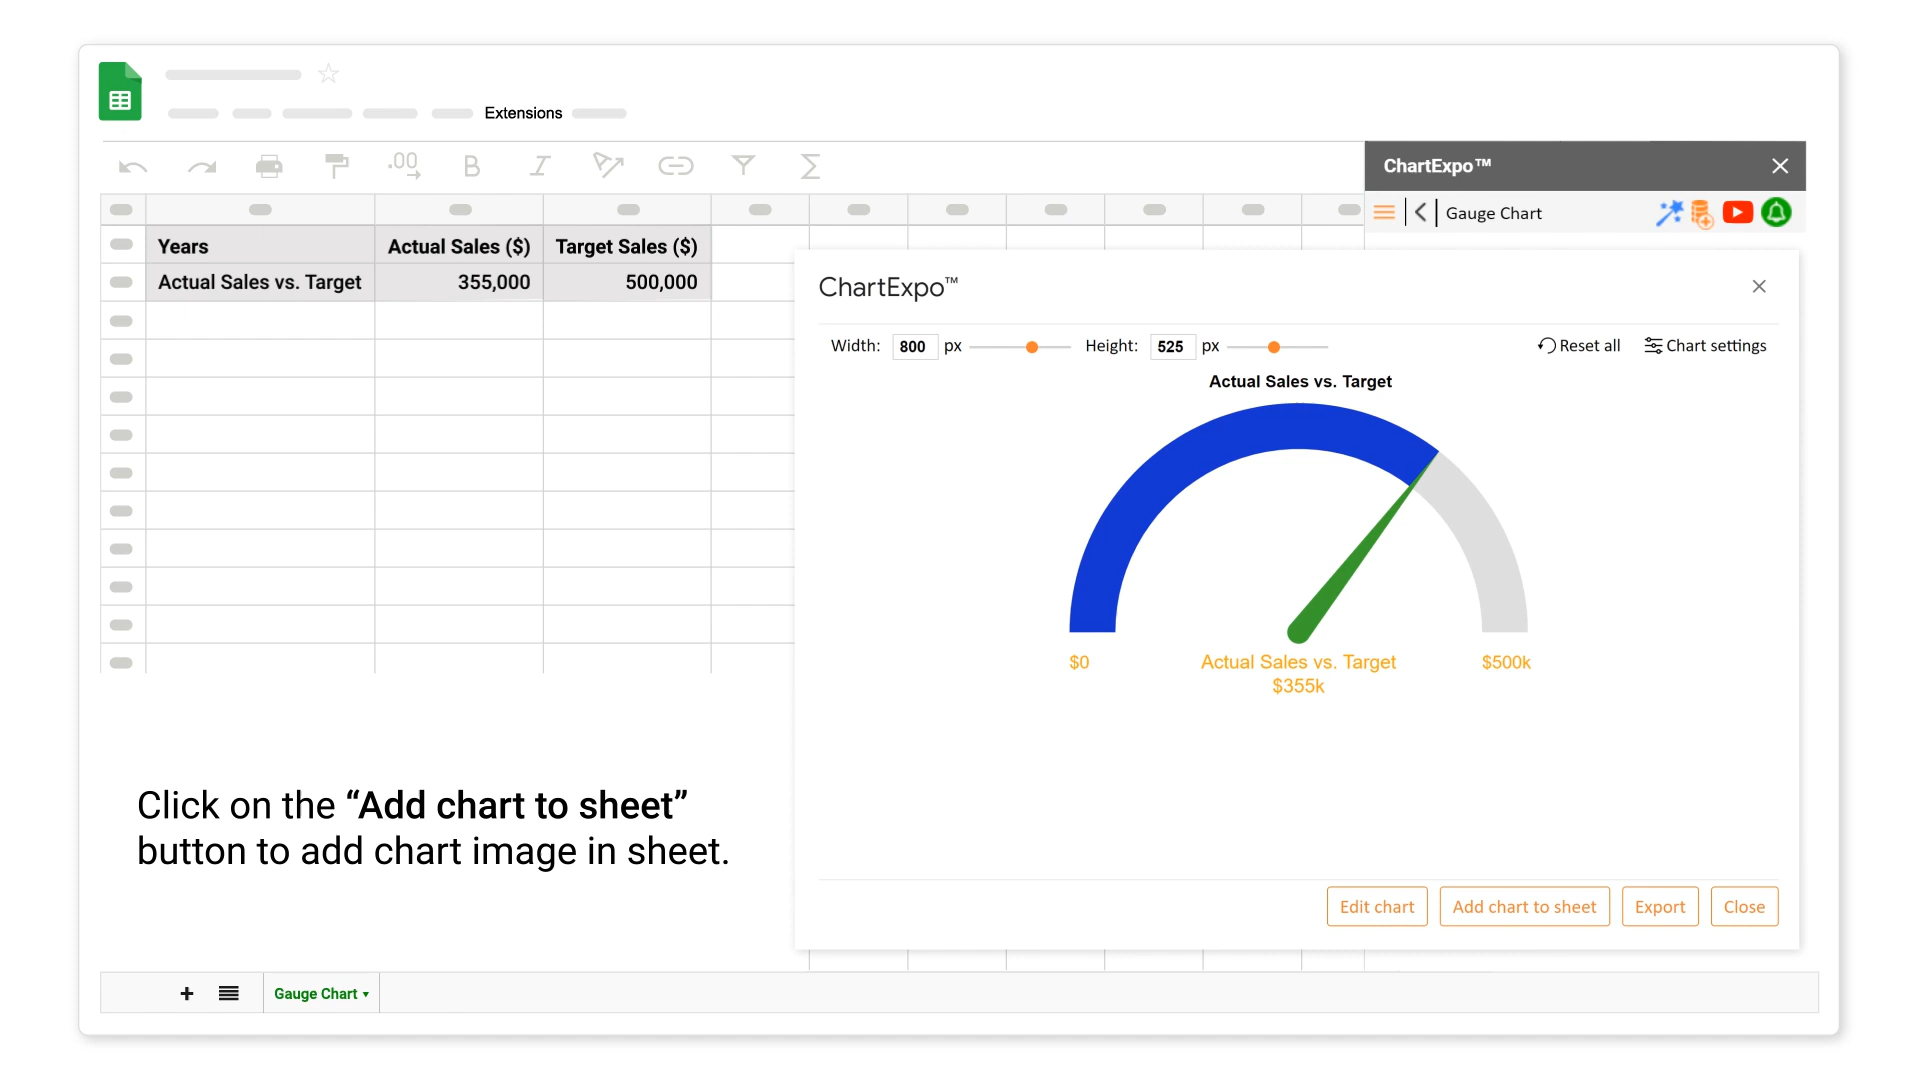 Extensions
.00
B
I
Years
Actual Sales ($)
Target Sales ($)
Actual Sales vs. Target
355,000
500,000
ChartExpo™
Gauge Chart
ChartExpo™
Width: 800 px
Height: 525 px
Reset all
Chart settings
Actual Sales vs. Target
$0
Actual Sales vs. Target
$355k
$500k
Click on the “Add chart to sheet”
button to add chart image in sheet.
Edit chart
Add chart to sheet
Export
Close
Gauge Chart